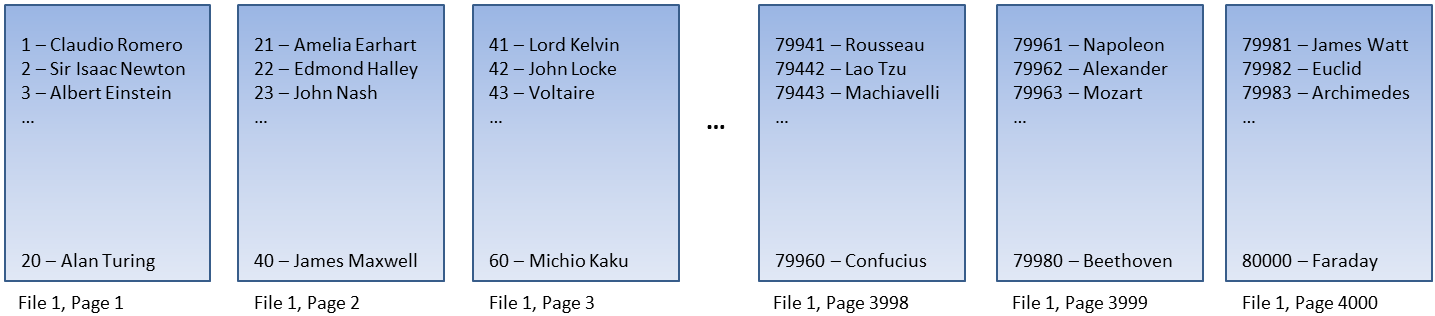 1 – Claudio Romero
2 – Sir Isaac Newton
3 – Albert Einstein
...
20 – Alan Turing
File 1, Page 1
21 – Amelia Earhart
22 – Edmond Halley
23 – John Nash
...
40 – James Maxwell
File 1, Page 2
41 – Lord Kelvin
42 – John Locke
43 – Voltaire
...
60 – Michio Kaku
File 1, Page 3
...
79941 – Rousseau
79442 – Lao Tzu
79443 – Machiavelli
...
79960 – Confucius
File 1, Page 3998
79961 – Napoleon
79962 – Alexander
79963 – Mozart
...
79980 – Beethoven
File 1, Page 3999
79981 – James Watt
79982 – Euclid
79983 – Archimedes
...
80000 – Faraday
File 1, Page 4000